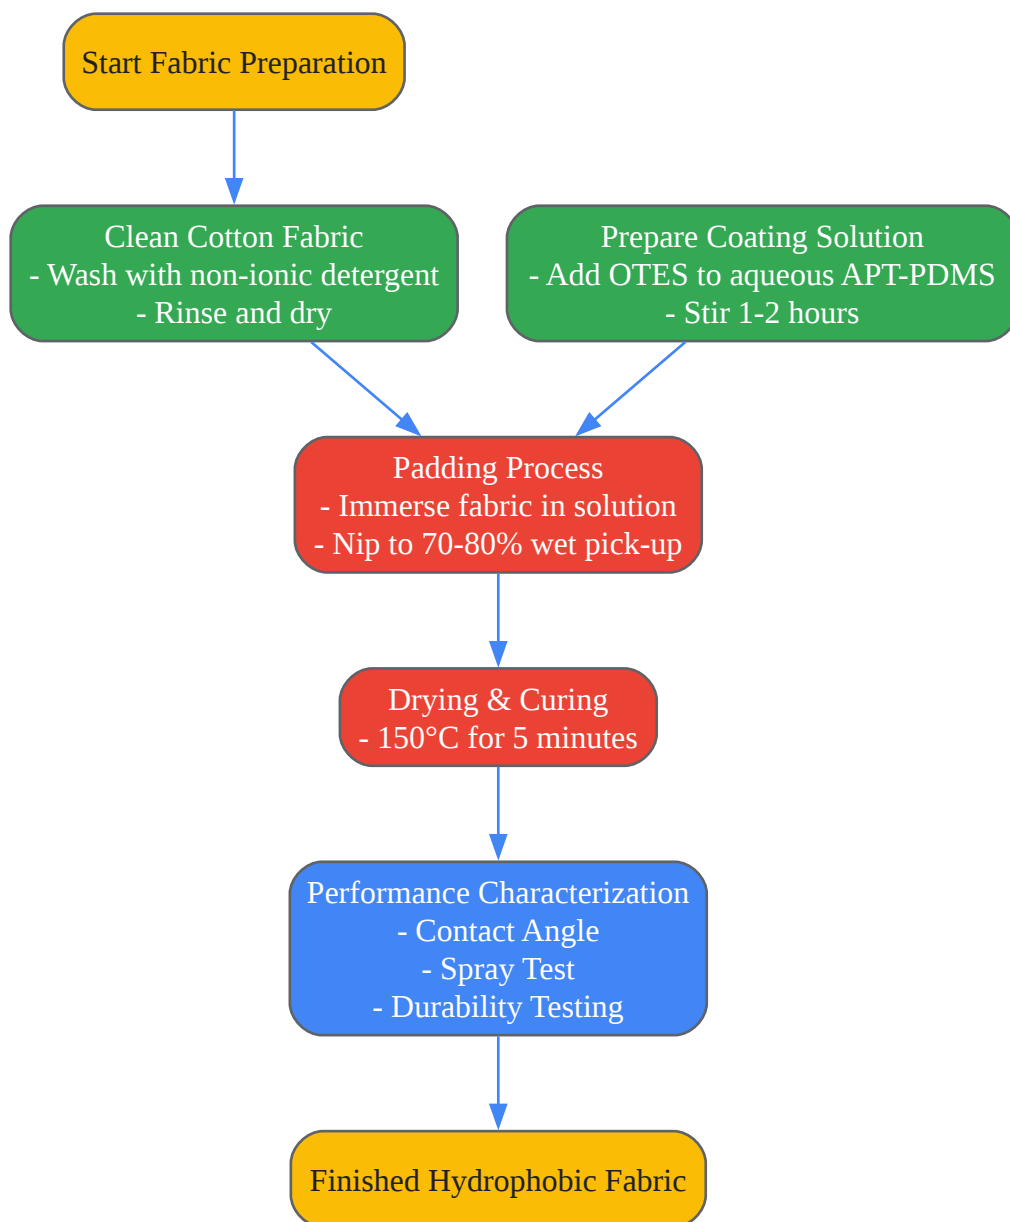 Start Fabric Preparation
Clean Cotton Fabric
- Wash with non-ionic detergent
- Rinse and dry
Prepare Coating Solution
- Add OTES to aqueous APT-PDMS
- Stir 1-2 hours
Padding Process
- Immerse fabric in solution
- Nip to 70-80% wet pick-up
Drying & Curing
- 150°C for 5 minutes
Performance Characterization
- Contact Angle
- Spray Test
- Durability Testing
Finished Hydrophobic Fabric